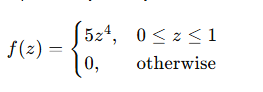 f(z) = { 5z⁴, 0 ≤ z ≤ 1
0, otherwise